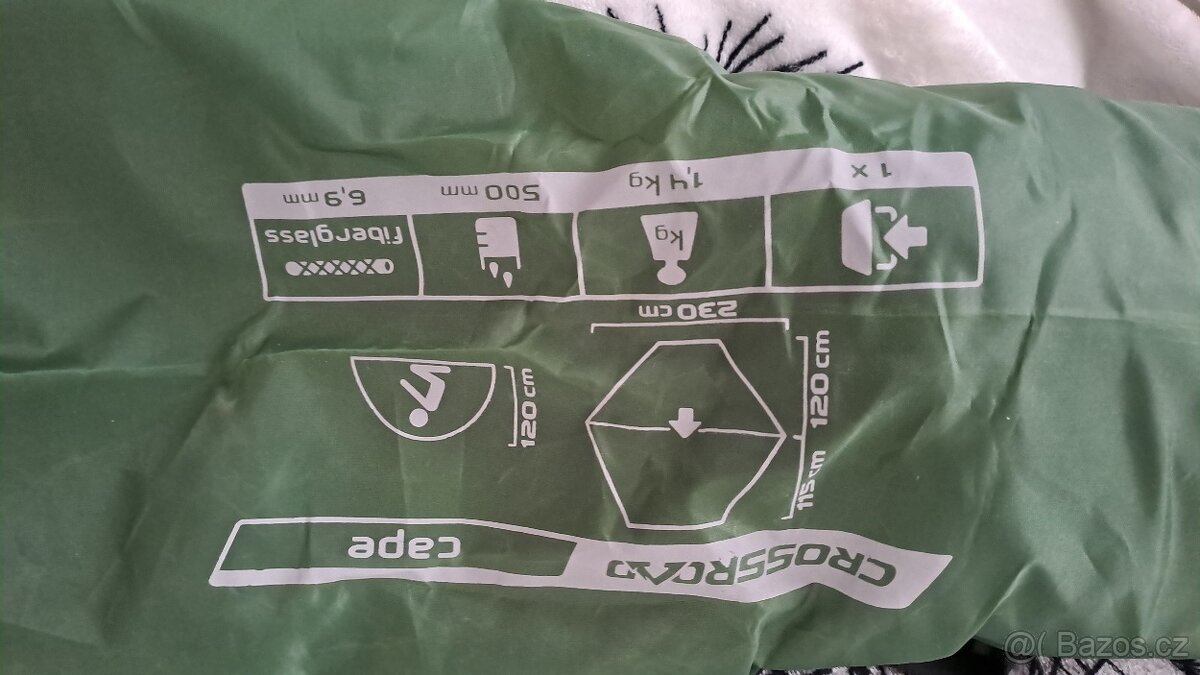 CROSSROAD cape
115 cm 120 cm
230 cm
120 cm
kg
fiberglass
1 x
1,4 kg
500 mm
6,9 mm
@( Bazos.cz